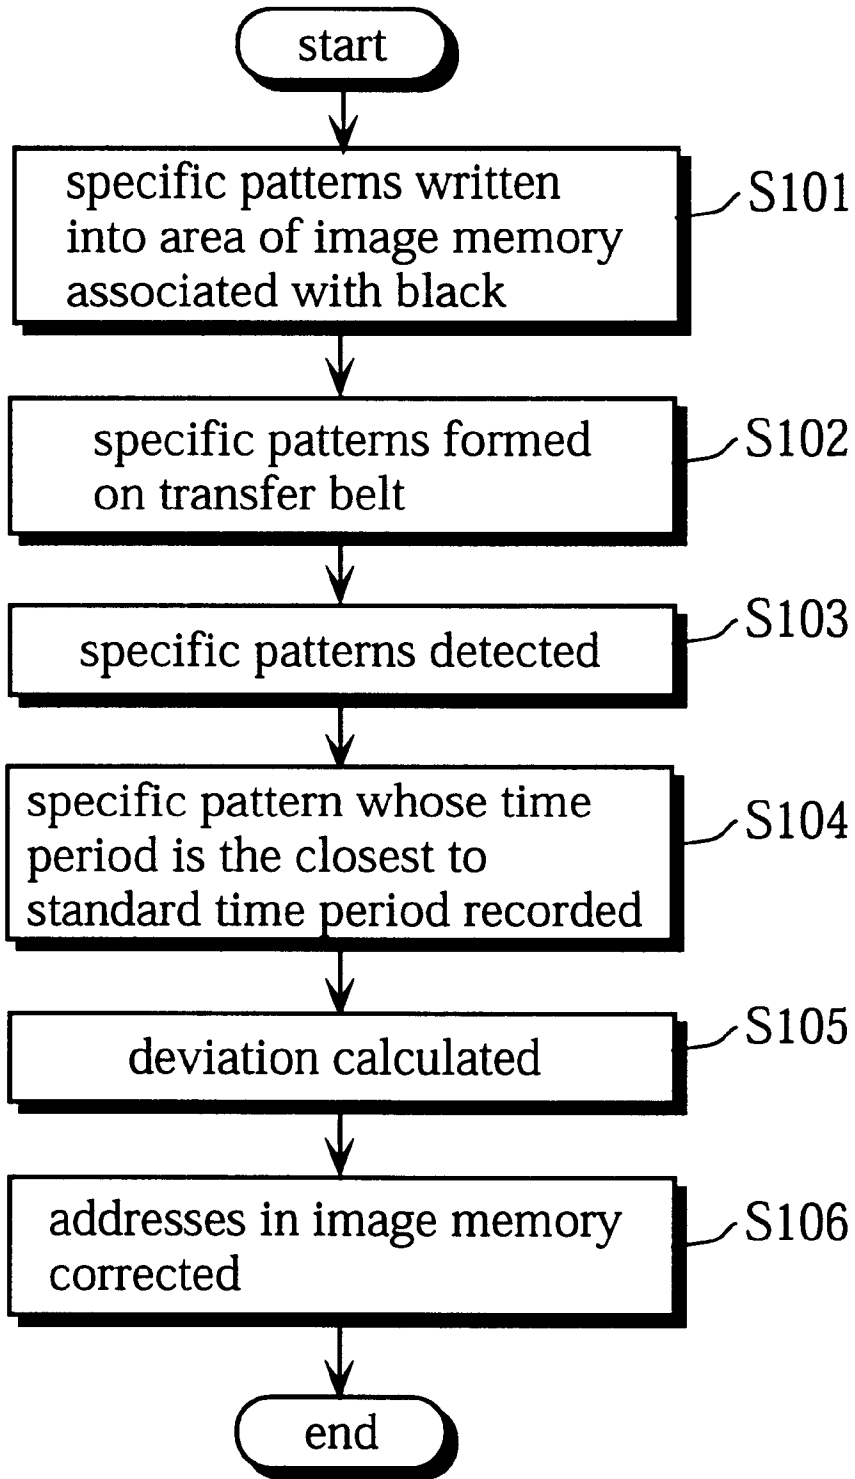 start
specific patterns written
into area of image memory
associated with black
S101
specific patterns formed
on transfer belt
S102
specific patterns detected
S103
specific pattern whose time
period is the closest to
standard time period recorded
S104
deviation calculated
S105
addresses in image memory
corrected
S106
end